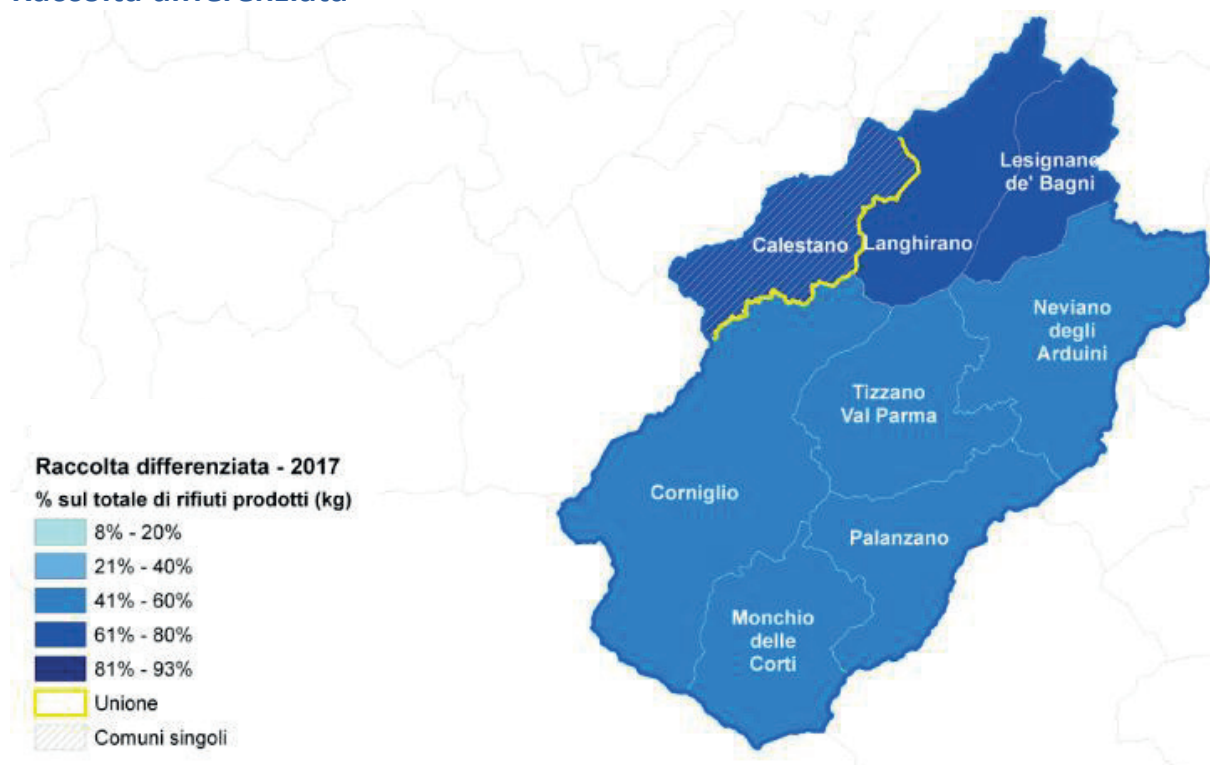 Raccolta differenziata
Lesignano
de' Bagni
Calestano
Langhirano
Neviano
degli
Arduini
Tizzano
Val Parma
Corniglio
Palanzano
Monchio
delle
Corti
Raccolta differenziata - 2017
% sul totale di rifiuti prodotti (kg)
8% - 20%
21% - 40%
41% - 60%
61% - 80%
81% - 93%
Unione
Comuni singoli